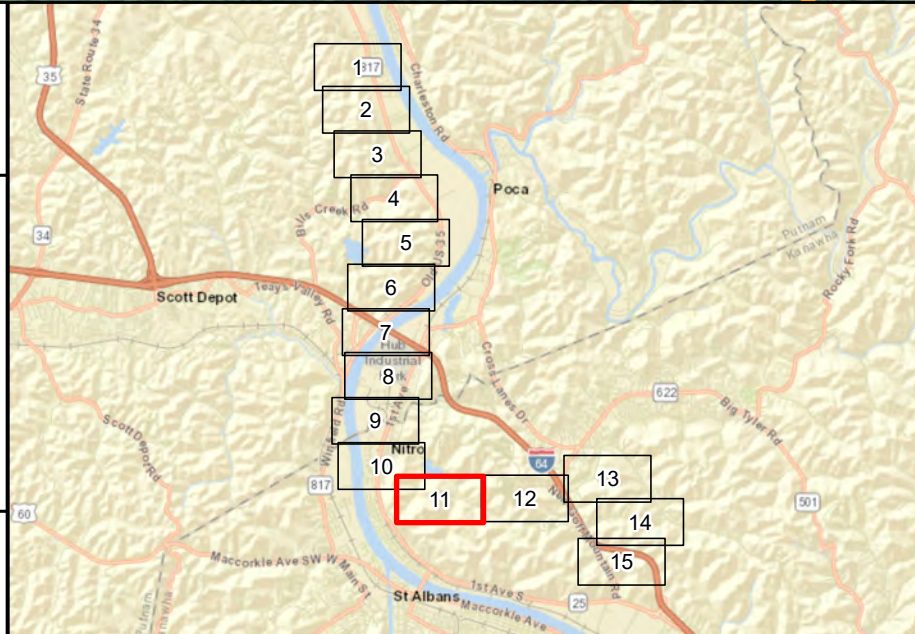 State Route 34
35
1
817
2
Charleston Rd
3
Poca
4
Bills Creek Rd
34
5
Old US 35
Putnam
Kanawha
Rocky Fork Rd
6
Scott Depot
Teays Valley Rd
7
Hub
Industrial
8
Cross Lanes Dr
622
1st Ave
9
Big Tyler Rd
Scott Depot Rd
Nitro
10
64
817
11
12
13
501
60
14
Maccorkle Ave SW
W Main St
15
1st Ave S
St Albans
25
Maccorkle Ave
Putnam